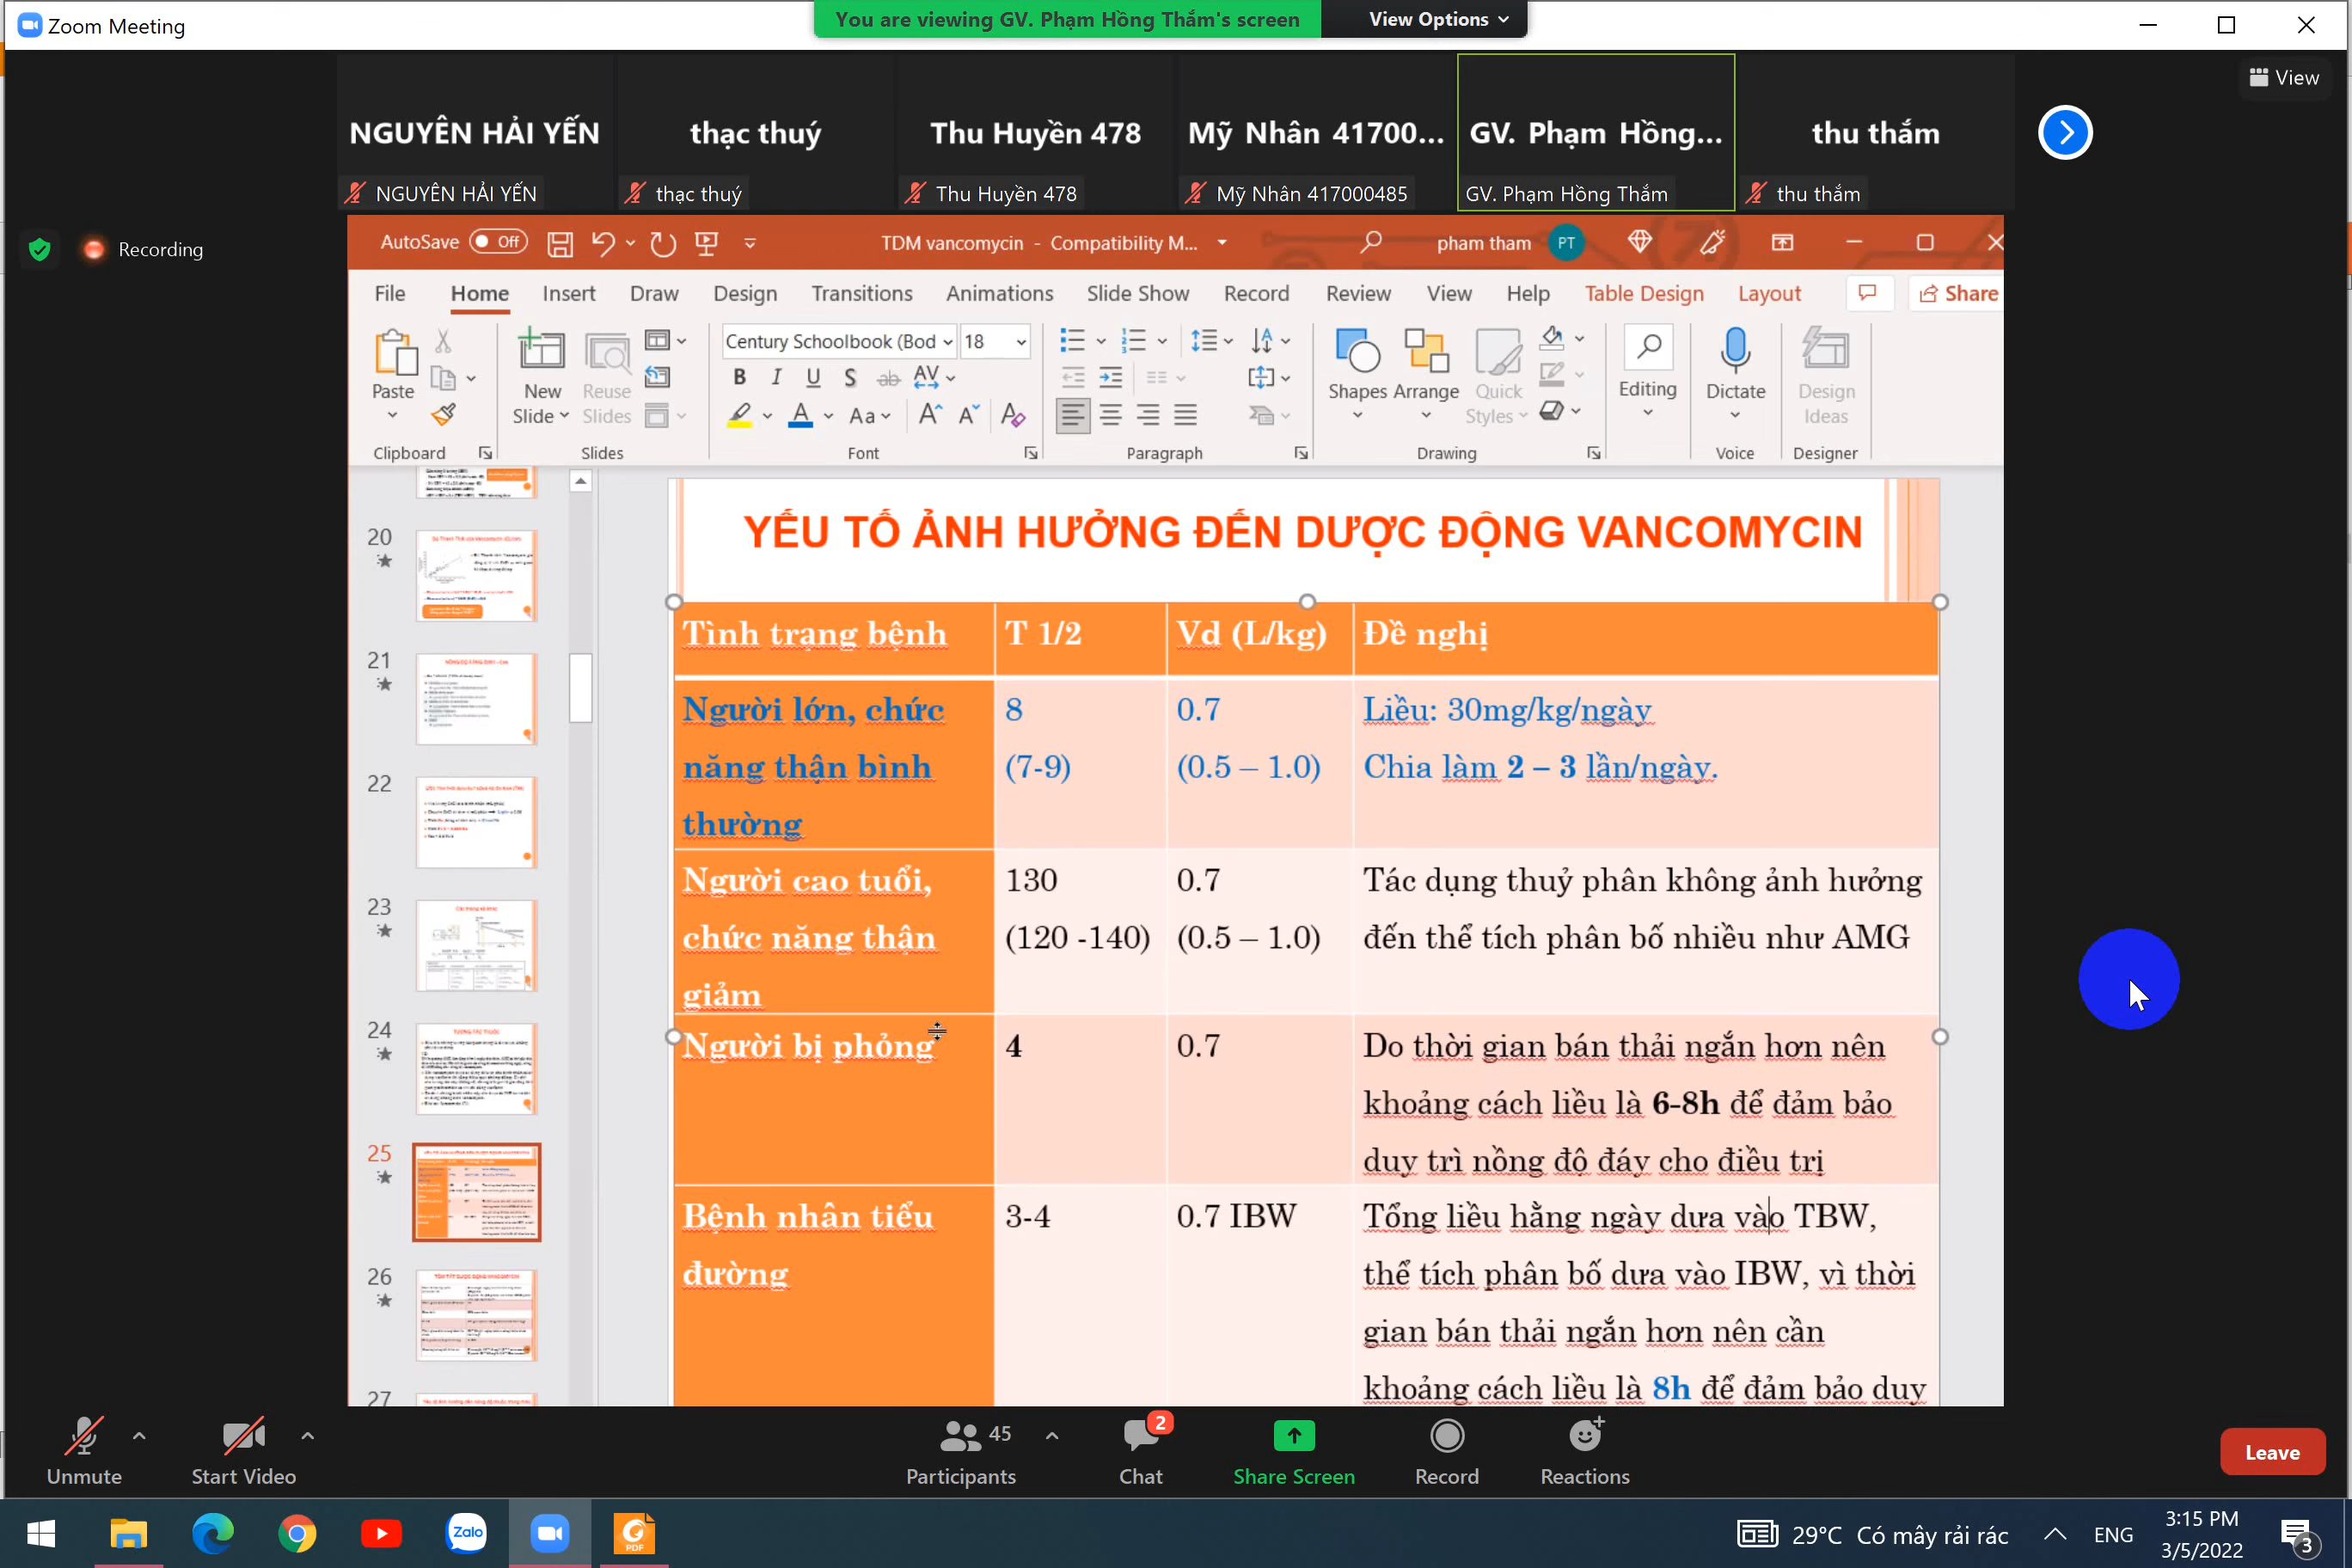 Zoom Meeting
You are viewing GV. Phạm Hồng Thắm's screen
View Options
View
NGUYÊN HẢI YẾN
thạc thuý
Thu Huyền 478
Mỹ Nhân 41700...
GV. Phạm Hồng...
thu thắm
NGUYÊN HẢI YẾN
thạc thuý
Thu Huyền 478
Mỹ Nhân 417000485
GV. Phạm Hồng Thắm
thu thắm
Recording
AutoSave Off
TDM vancomycin - Compatibility M...
pham tham PT
File Home Insert Draw Design Transitions Animations Slide Show Record Review View Help Table Design Layout Share
Paste
New Slide
Reuse Slides
Century Schoolbook (Bod 18
Shapes Arrange Quick Styles
Editing
Dictate
Design Ideas
Clipboard Slides Font Paragraph Drawing Voice Designer
20
21
22
23
24
25
26
27
YẾU TỐ ẢNH HƯỞNG ĐẾN DƯỢC ĐỘNG VANCOMYCIN
Tình trạng bệnh T 1/2 Vd (L/kg) Đề nghị
Người lớn, chức năng thận bình thường
8
(7-9)
0.7
(0.5 – 1.0)
Liều: 30mg/kg/ngày
Chia làm 2 – 3 lần/ngày.
Người cao tuổi, chức năng thận giảm
130
(120 -140)
0.7
(0.5 – 1.0)
Tác dụng thuỷ phân không ảnh hưởng
đến thể tích phân bố nhiều như AMG
Người bị phỏng
4
0.7
Do thời gian bán thải ngắn hơn nên
khoảng cách liều là 6-8h để đảm bảo
duy trì nồng độ đáy cho điều trị
Bệnh nhân tiểu đường
3-4
0.7 IBW
Tổng liều hằng ngày dưa vào TBW,
thể tích phân bố dưa vào IBW, vì thời
gian bán thải ngắn hơn nên cần
khoảng cách liều là 8h để đảm bảo duy
Unmute
Start Video
45
Participants
2
Chat
Share Screen
Record
Reactions
Leave
Zalo
PDF
29°C Có mây rải rác
ENG
3:15 PM
3/5/2022
3